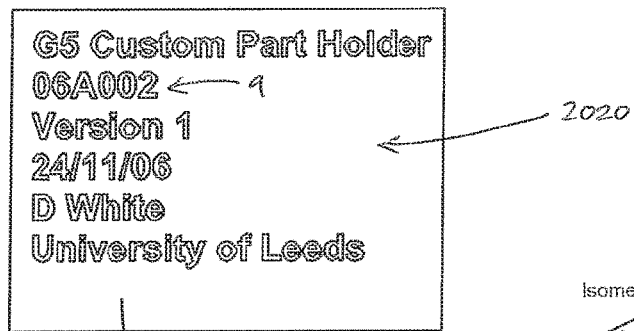 G5 Custom Part Holder
06A002 9
Version 1
2020
24/11/06
D White
University of Leeds
Isome